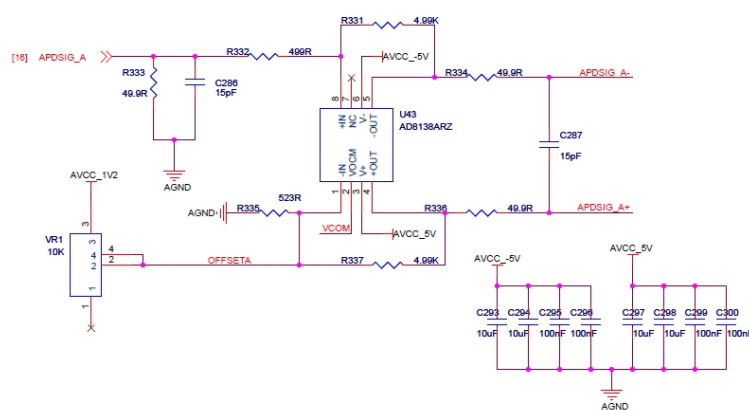 R331 4.99K
[16] APDSIG_A
R332 499R
AVCC_-5V
R333
49.9R
C286
15pF
R334 49.9R
APDSIG_A-
8 7 6 5
+IN NC V- -OUT
U43
AD8138ARZ
-IN VOCM V+ +OUT
1 2 3 4
C287
15pF
AGND
AVCC_1V2
AGND
R335 523R
R336 49.9R
APDSIG_A+
VCOM
AVCC_5V
VR1
10K
3
3
4
2
1
4
2
1
OFFSETA
R337 4.99K
AVCC_-5V
AVCC_5V
C293
10uF
C294
10uF
C295
100nF
C296
100nF
C297
10uF
C298
10uF
C299
100nF
C300
100nF
AGND